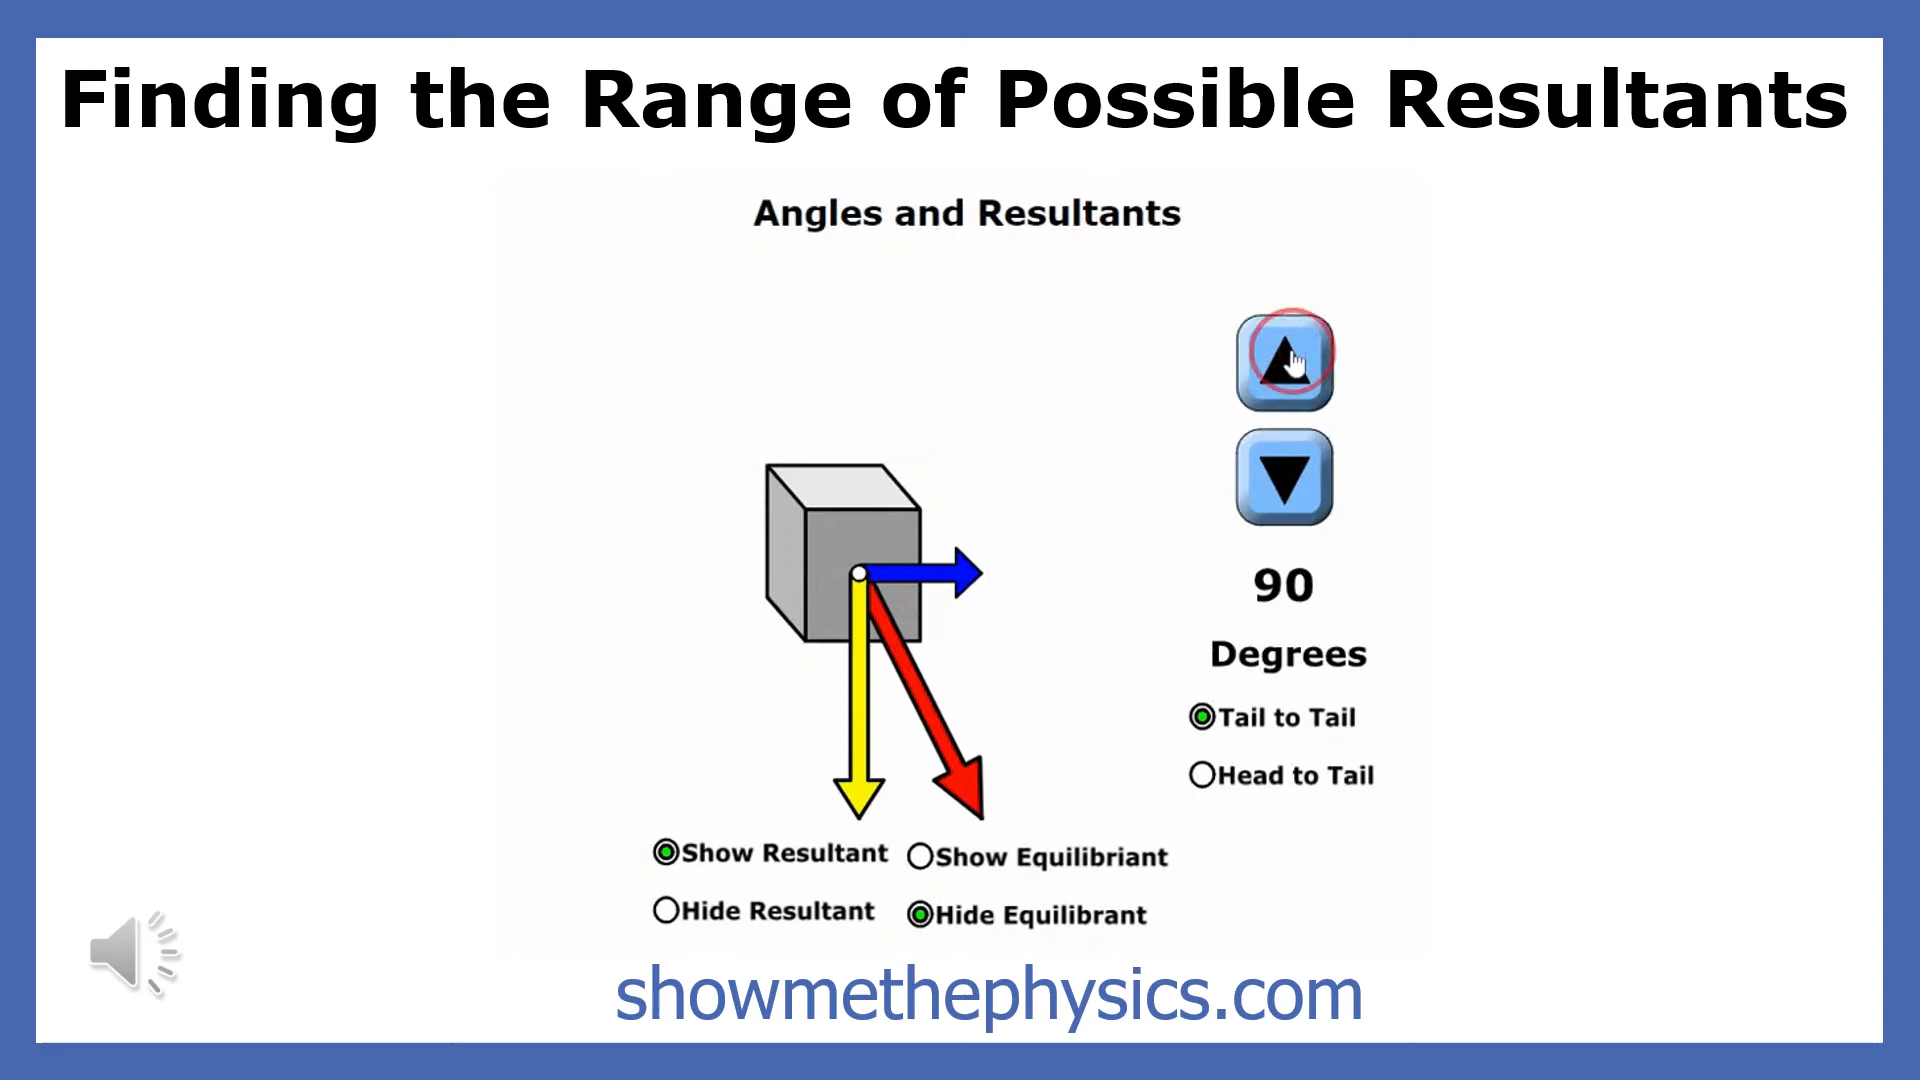 Finding the Range of Possible Resultants
Angles and Resultants
90
Degrees
Tail to Tail
Head to Tail
Show Resultant
Show Equilibriant
Hide Resultant
Hide Equilibrant
showmethephysics.com